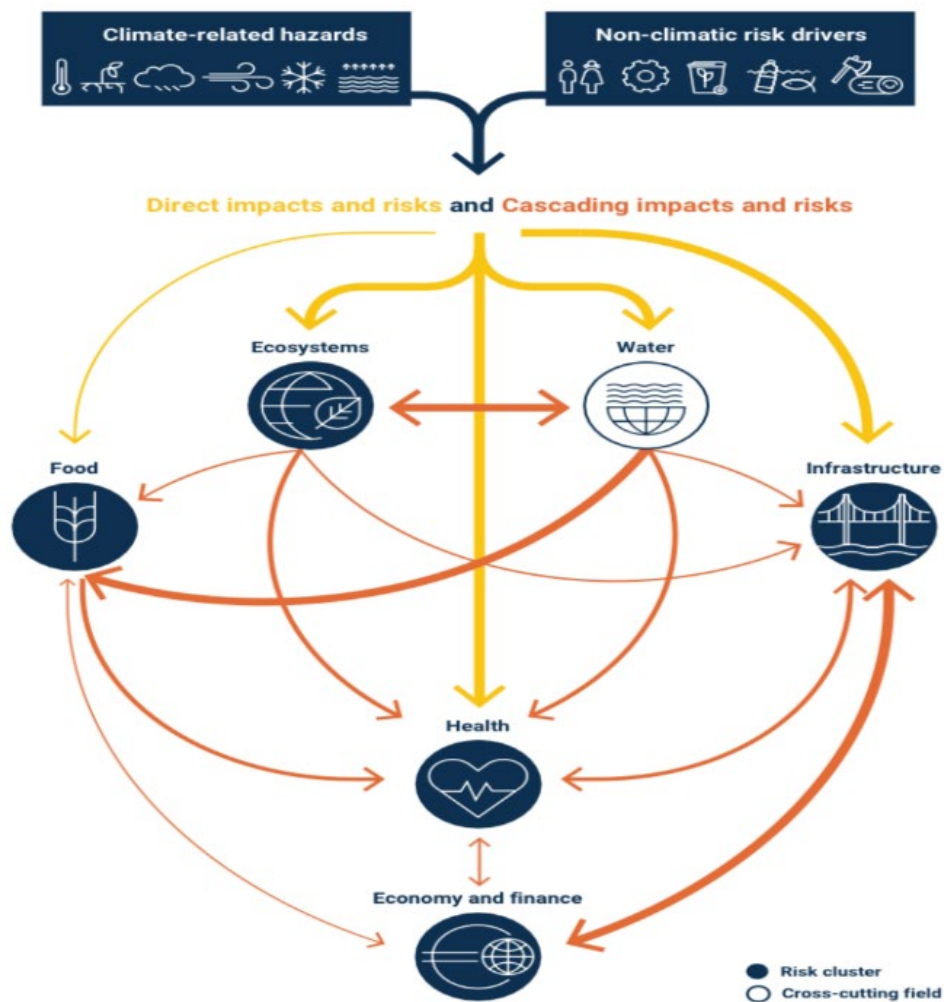 Climate-related hazards
Non-climatic risk drivers
Direct impacts and risks and Cascading impacts and risks
Ecosystems
Water
Food
Infrastructure
Health
Economy and finance
Risk cluster
Cross-cutting field